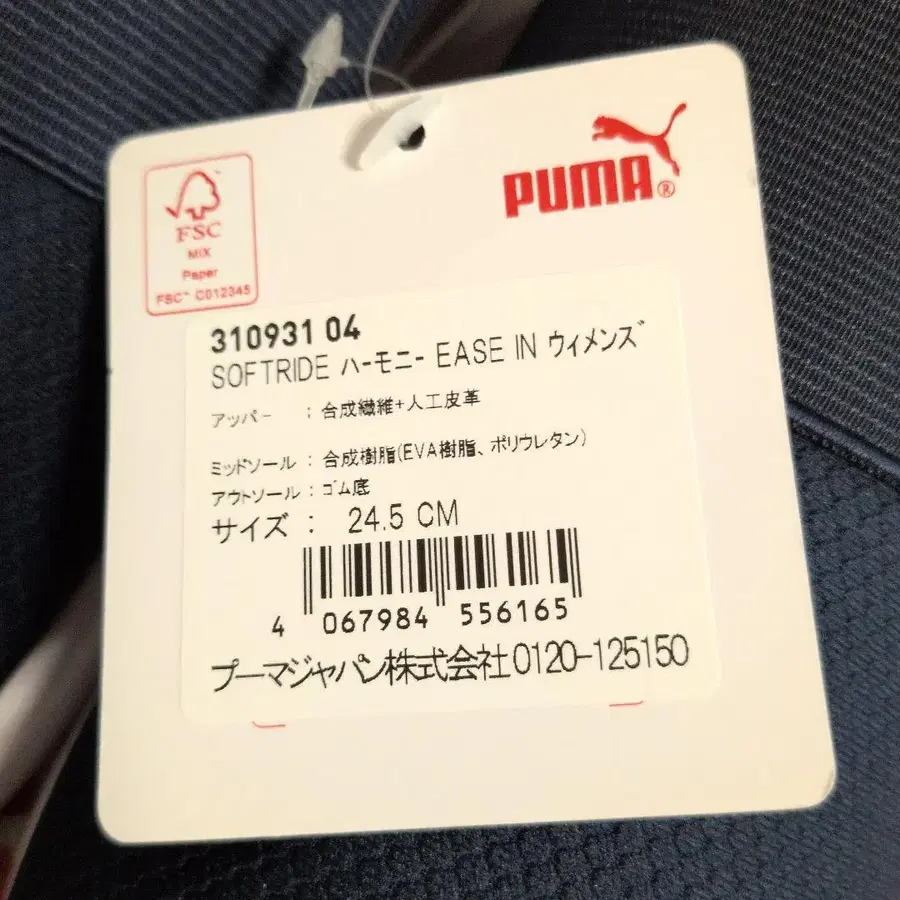 PUMA®
FSC
MIX
Paper
FSC™ C012345
310931 04
SOFTRIDE ハーモニー EASE IN ウィメンズ
アッパー ： 合成繊維+人工皮革
ミッドソール ： 合成樹脂(EVA樹脂、ポリウレタン)
アウトソール ： ゴム底
サイズ ： 24.5 CM
4 067984 556165
プーマジャパン株式会社0120-125150